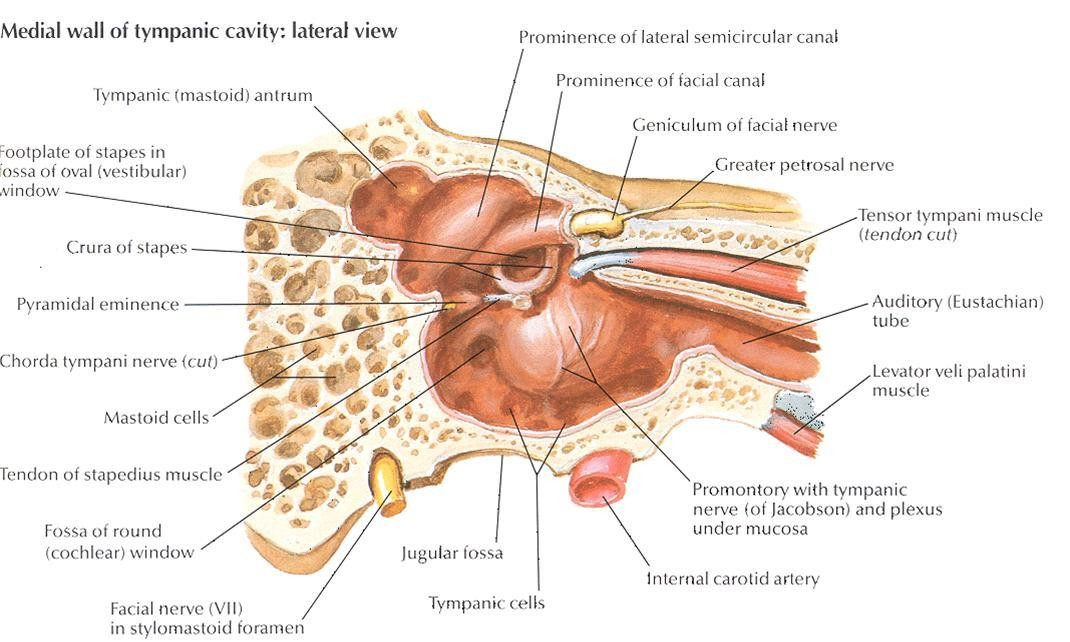 Medial wall of tympanic cavity: lateral view
Prominence of lateral semicircular canal
Prominence of facial canal
Tympanic (mastoid) antrum
Geniculum of facial nerve
Footplate of stapes in
fossa of oval (vestibular)
window
Greater petrosal nerve
Tensor tympani muscle
(tendon cut)
Crura of stapes
Pyramidal eminence
Auditory (Eustachian)
tube
Chorda tympani nerve (cut)
Levator veli palatini
muscle
Mastoid cells
Tendon of stapedius muscle
Promontory with tympanic
nerve (of Jacobson) and plexus
under mucosa
Fossa of round
(cochlear) window
Jugular fossa
Internal carotid artery
Tympanic cells
Facial nerve (VII)
in stylomastoid foramen